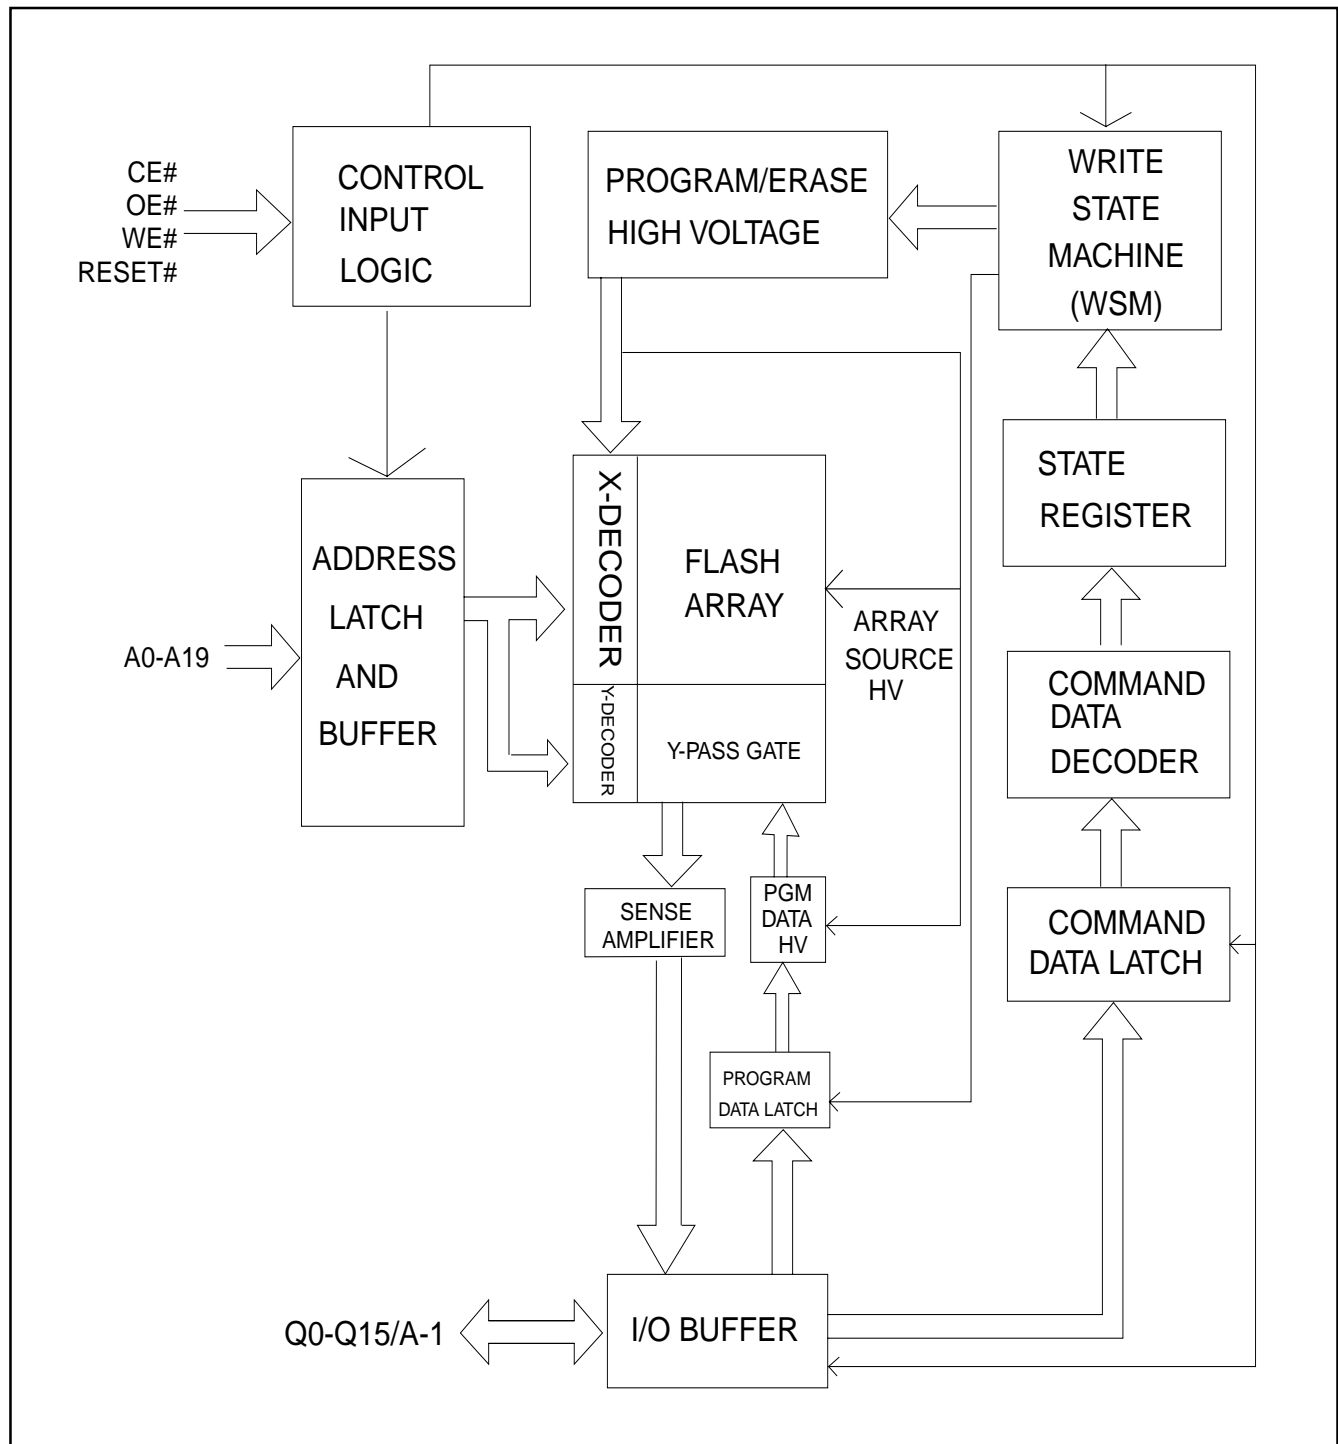 CE#
OE#
WE#
RESET#
CONTROL
INPUT
LOGIC
PROGRAM/ERASE
HIGH VOLTAGE
WRITE
STATE
MACHINE
(WSM)
STATE
REGISTER
A0-A19
ADDRESS
LATCH
AND
BUFFER
X-DECODER
FLASH
ARRAY
ARRAY
SOURCE
HV
Y-DECODER
Y-PASS GATE
COMMAND
DATA
DECODER
SENSE
AMPLIFIER
PGM
DATA
HV
COMMAND
DATA LATCH
PROGRAM
DATA LATCH
Q0-Q15/A-1
I/O BUFFER